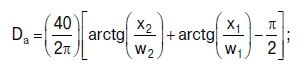 Dₐ = (40/2π) [arctg(x₂/w₂) + arctg(x₁/w₁) − π/2];